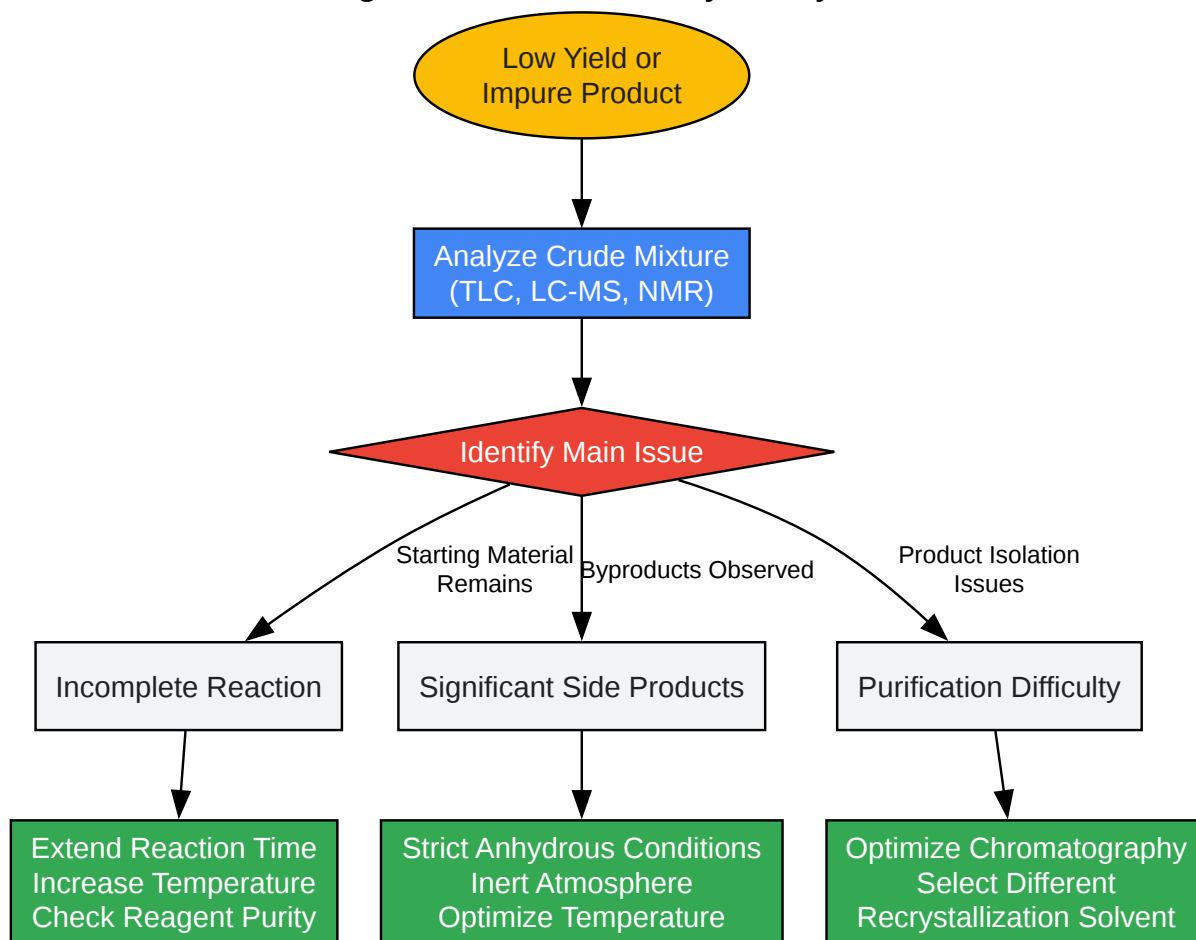 Low Yield or
Impure Product
Analyze Crude Mixture
(TLC, LC-MS, NMR)
Identify Main Issue
Starting Material
Remains
Byproducts Observed
Product Isolation
Issues
Incomplete Reaction
Significant Side Products
Purification Difficulty
Extend Reaction Time
Increase Temperature
Check Reagent Purity
Strict Anhydrous Conditions
Inert Atmosphere
Optimize Temperature
Optimize Chromatography
Select Different
Recrystallization Solvent